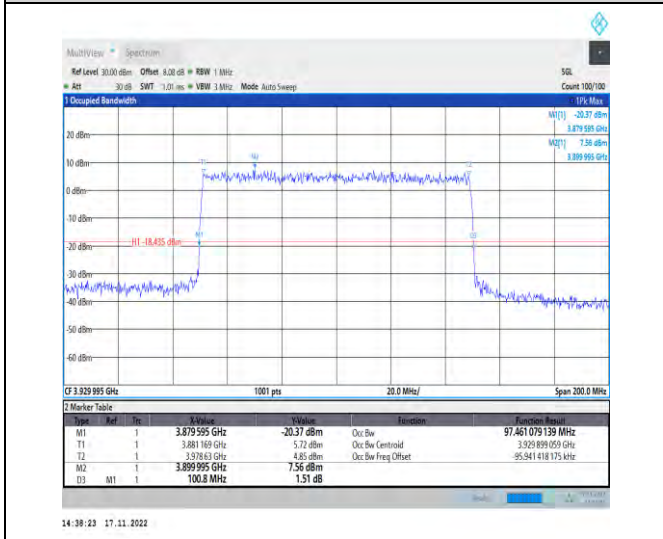 MultiView Spectrum
Ref Level 30.00 dBm Offset 8.00 dB RBW 1 MHz SGL
Att 30 dB SWT 1.01 ms VBW 3 MHz Mode Auto Sweep Count 100/100
1 Occupied Bandwidth 1Pk Max
M1[1] -20.37 dBm
3.879 595 GHz
M2[1] 7.56 dBm
3.899 995 GHz
20 dBm
10 dBm
T1 M2 T2
0 dBm
-10 dBm
M1 D3
H1 -18.435 dBm
-20 dBm
-30 dBm
-40 dBm
-50 dBm
-60 dBm
CF 3.929 995 GHz 1001 pts 20.0 MHz/ Span 200.0 MHz
2 Marker Table
Type Ref Trc X-Value Y-Value Function Function Result
M1 1 3.879 595 GHz -20.37 dBm Occ Bw 97.461 079 139 MHz
T1 1 3.881 169 GHz 5.72 dBm Occ Bw Centroid 3.929 899 059 GHz
T2 1 3.978 63 GHz 4.85 dBm Occ Bw Freq Offset -95.941 418 175 kHz
M2 1 3.899 995 GHz 7.56 dBm
D3 M1 1 100.8 MHz 1.51 dB
14:38:23 17.11.2022